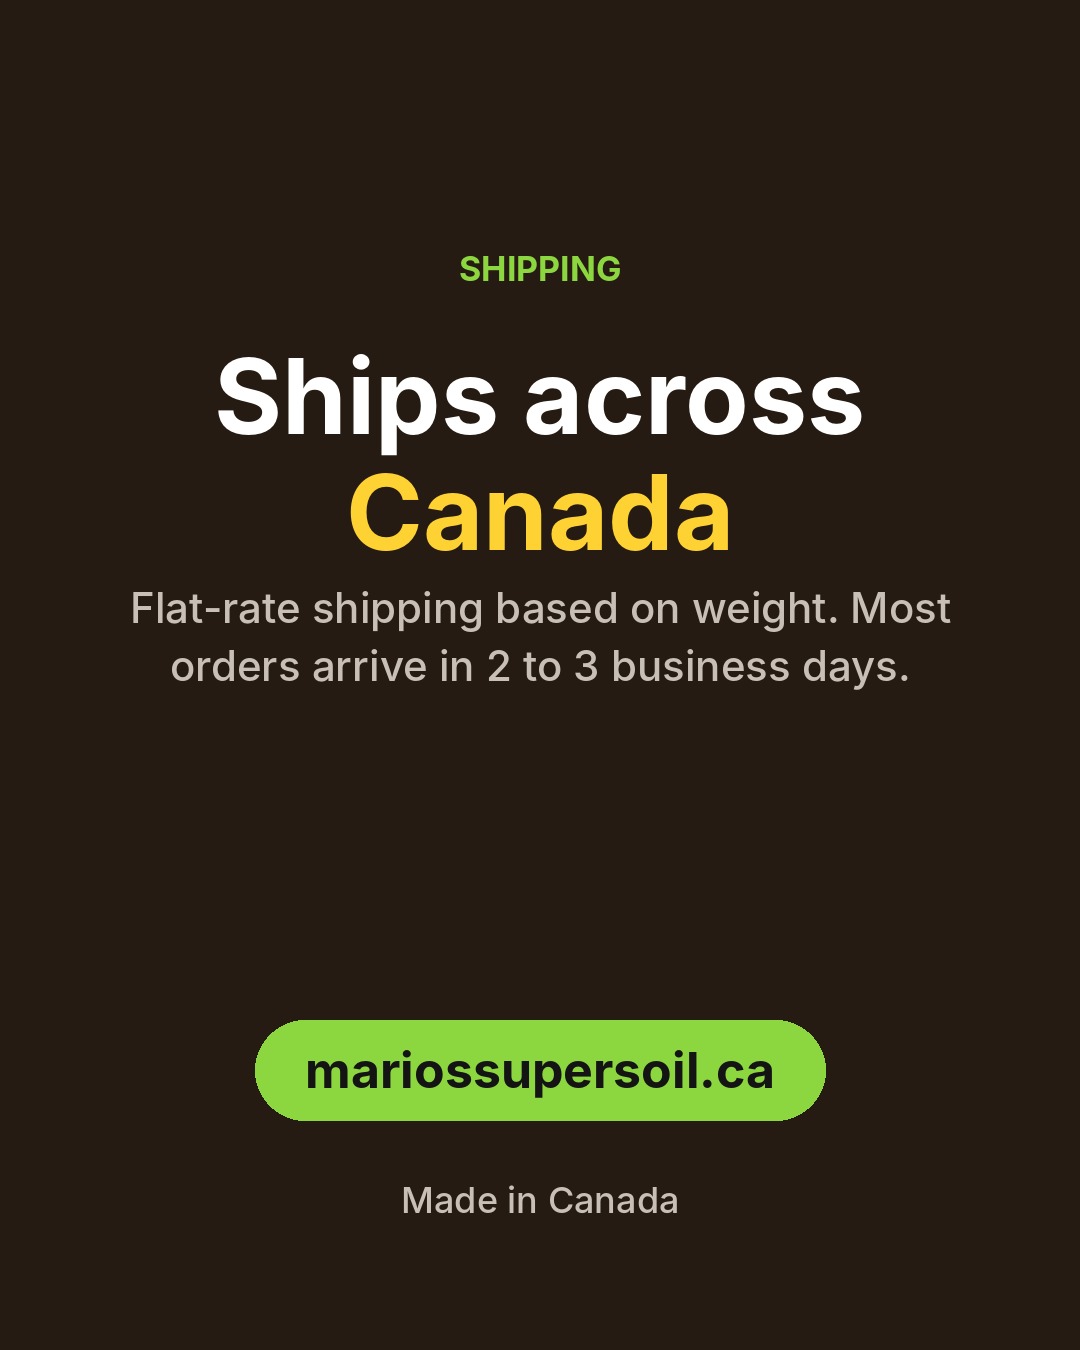 SHIPPING
Ships across
Canada
Flat-rate shipping based on weight. Most
orders arrive in 2 to 3 business days.
mariossupersoil.ca
Made in Canada